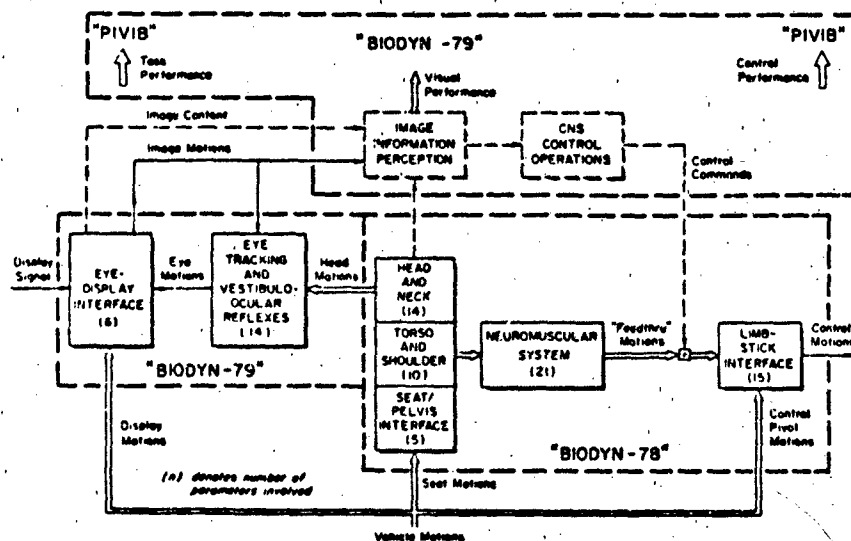 "PIVIB"
"BIODYN -79"
"PIVIB"
Task
Performance
Visual
Performance
Control
Performance
Image Content
Image Motions
IMAGE
INFORMATION
PERCEPTION
CNS
CONTROL
OPERATIONS
Control
Commands
Display
Signal
EYE-
DISPLAY
INTERFACE
(6)
Eye
Motions
EYE
TRACKING
AND
VESTIBULO-
OCULAR
REFLEXES
(14)
Head
Motions
HEAD
AND
NECK
(14)
TORSO
AND
SHOULDER
(10)
SEAT/
PELVIS
INTERFACE
(5)
NEUROMUSCULAR
SYSTEM
(21)
"Feedthru"
Motions
LIMB-
STICK
INTERFACE
(15)
Control
Motions
"BIODYN-79"
Display
Motions
Control
Pivot
Motions
"BIODYN-78"
(n) denotes number of
parameters involved
Seat Motions
Vehicle Motions